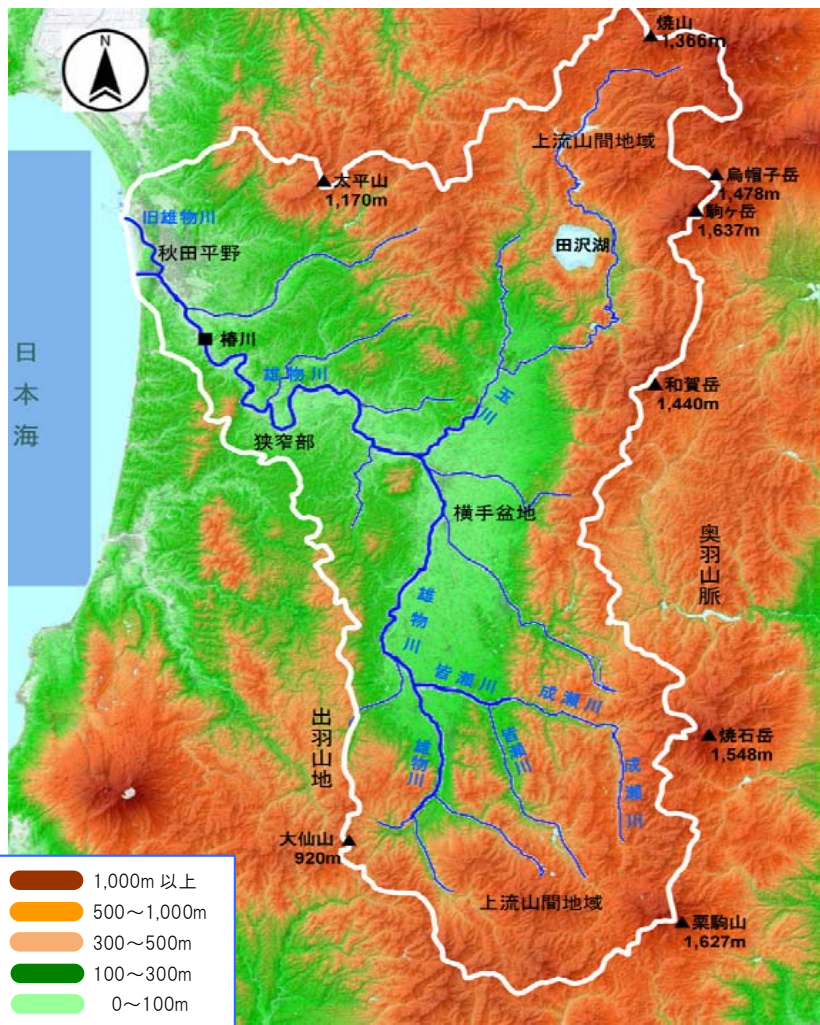 焼山
1,366m
N
上流山間地域
太平山
1,170m
烏帽子岳
1,478m
駒ヶ岳
1,637m
旧雄物川
秋田平野
田沢湖
椿川
日本海
雄物川
和賀岳
1,440m
玉川
狭窄部
横手盆地
奥羽山脈
雄物川
皆瀬川
成瀬川
出羽山地
雄物川
皆瀬川
成瀬川
焼石岳
1,548m
大仙山
920m
上流山間地域
栗駒山
1,627m
1,000m 以上
500～1,000m
300～500m
100～300m
0～100m